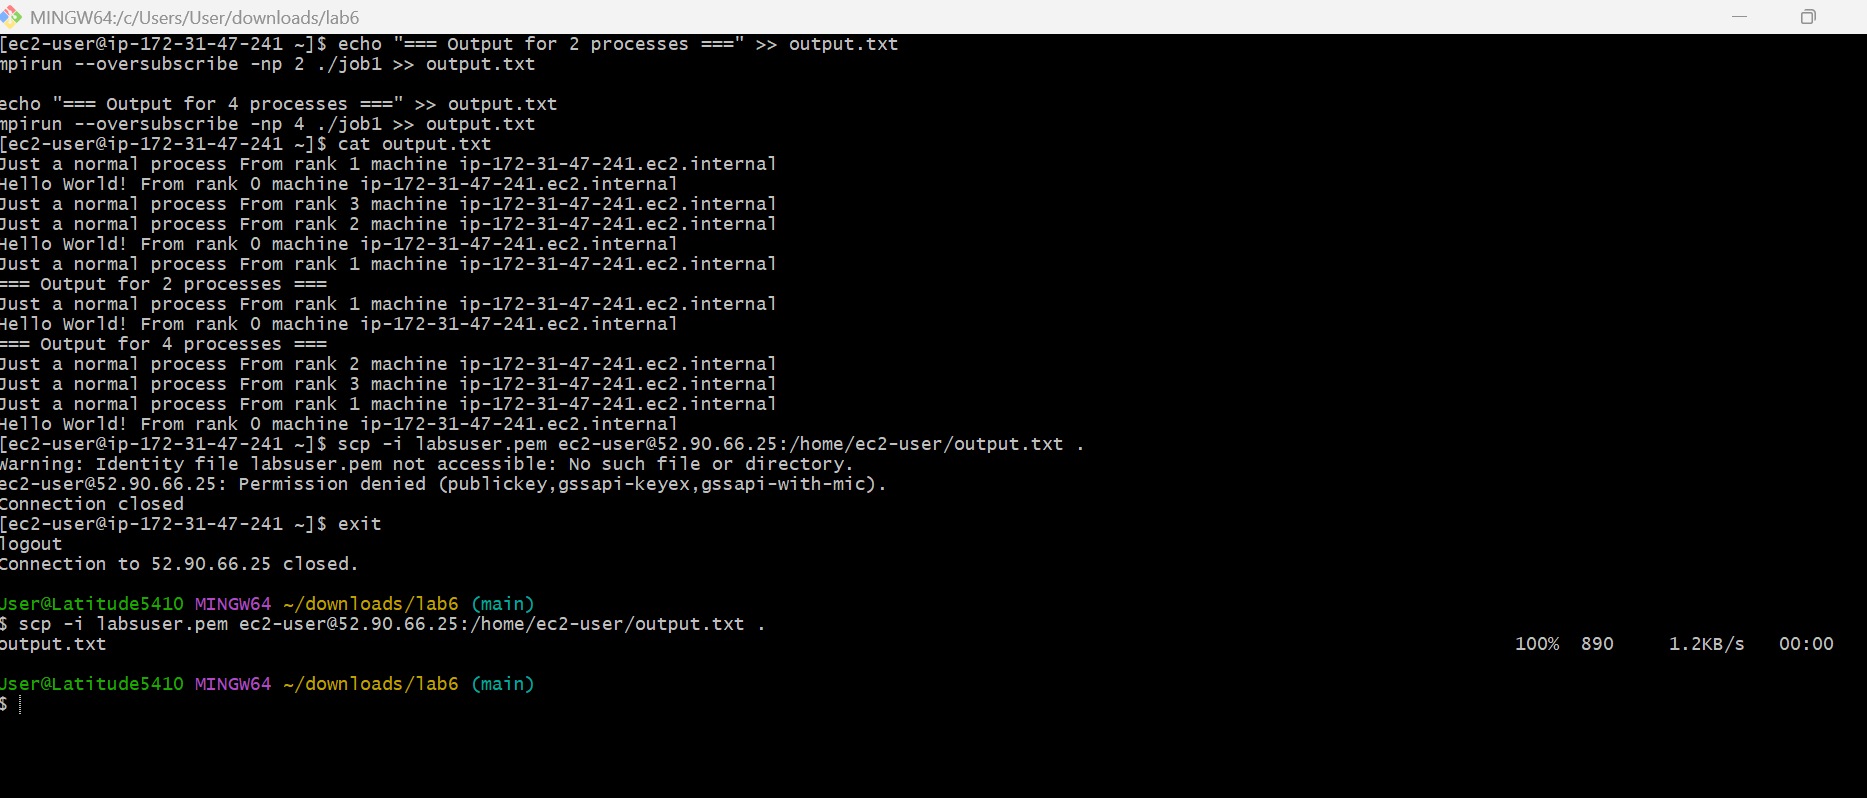 MINGW64:/c/Users/User/downloads/lab6
[ec2-user@ip-172-31-47-241 ~]$ echo "=== Output for 2 processes ===" >> output.txt
mpirun --oversubscribe -np 2 ./job1 >> output.txt
echo "=== Output for 4 processes ===" >> output.txt
mpirun --oversubscribe -np 4 ./job1 >> output.txt
[ec2-user@ip-172-31-47-241 ~]$ cat output.txt
Just a normal process From rank 1 machine ip-172-31-47-241.ec2.internal
Hello World! From rank 0 machine ip-172-31-47-241.ec2.internal
Just a normal process From rank 3 machine ip-172-31-47-241.ec2.internal
Just a normal process From rank 2 machine ip-172-31-47-241.ec2.internal
Hello World! From rank 0 machine ip-172-31-47-241.ec2.internal
Just a normal process From rank 1 machine ip-172-31-47-241.ec2.internal
=== Output for 2 processes ===
Just a normal process From rank 1 machine ip-172-31-47-241.ec2.internal
Hello World! From rank 0 machine ip-172-31-47-241.ec2.internal
=== Output for 4 processes ===
Just a normal process From rank 2 machine ip-172-31-47-241.ec2.internal
Just a normal process From rank 3 machine ip-172-31-47-241.ec2.internal
Just a normal process From rank 1 machine ip-172-31-47-241.ec2.internal
Hello World! From rank 0 machine ip-172-31-47-241.ec2.internal
[ec2-user@ip-172-31-47-241 ~]$ scp -i labsuser.pem ec2-user@52.90.66.25:/home/ec2-user/output.txt .
Warning: Identity file labsuser.pem not accessible: No such file or directory.
ec2-user@52.90.66.25: Permission denied (publickey,gssapi-keyex,gssapi-with-mic).
Connection closed
[ec2-user@ip-172-31-47-241 ~]$ exit
logout
Connection to 52.90.66.25 closed.
User@Latitude5410 MINGW64 ~/downloads/lab6 (main)
$ scp -i labsuser.pem ec2-user@52.90.66.25:/home/ec2-user/output.txt .
output.txt 100% 890 1.2KB/s 00:00
User@Latitude5410 MINGW64 ~/downloads/lab6 (main)
$